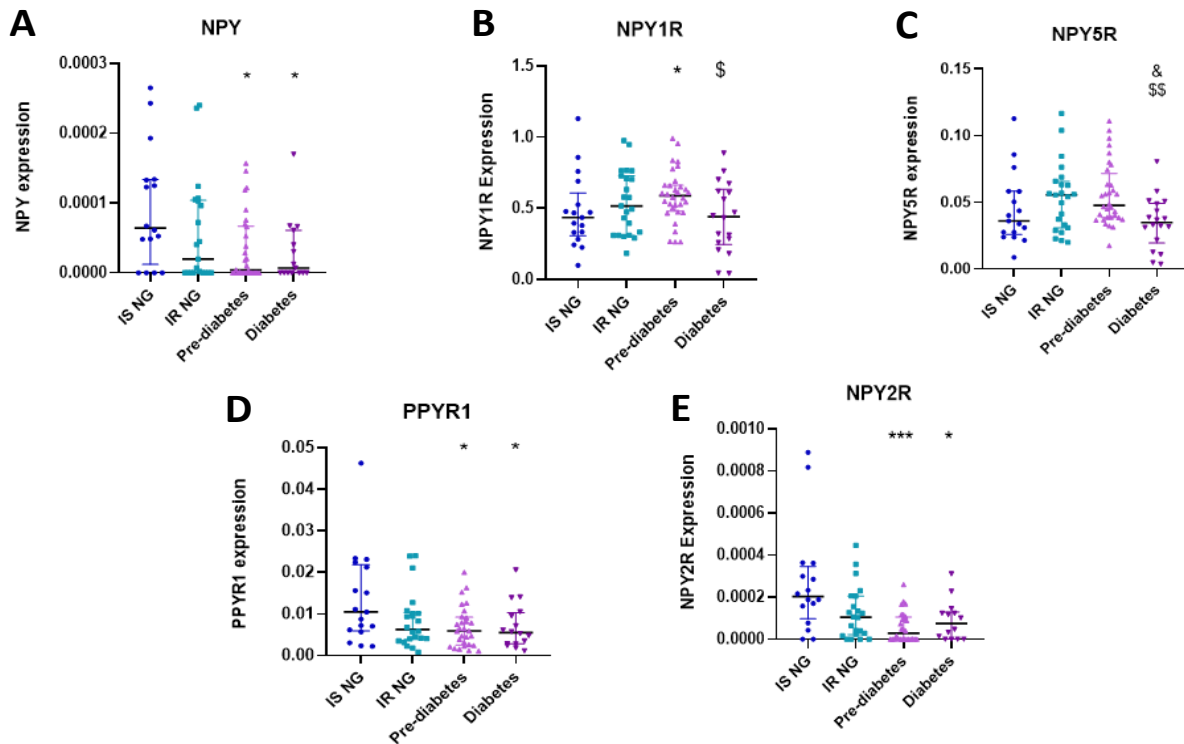 A
NPY
0.0003
0.0002
0.0001
0.0000
NPY expression
*
*
IS NG
IR NG
Pre-diabetes
Diabetes
B
NPY1R
1.5
1.0
0.5
0.0
NPY1R Expression
*
$
IS NG
IR NG
Pre-diabetes
Diabetes
C
NPY5R
0.15
0.10
0.05
0.00
NPY5R expression
&
$$
IS NG
IR NG
Pre-diabetes
Diabetes
D
PPYR1
0.05
0.04
0.03
0.02
0.01
0.00
PPYR1 expression
*
*
IS NG
IR NG
Pre-diabetes
Diabetes
E
NPY2R
0.0010
0.0008
0.0006
0.0004
0.0002
0.0000
NPY2R Expression
***
*
IS NG
IR NG
Pre-diabetes
Diabetes